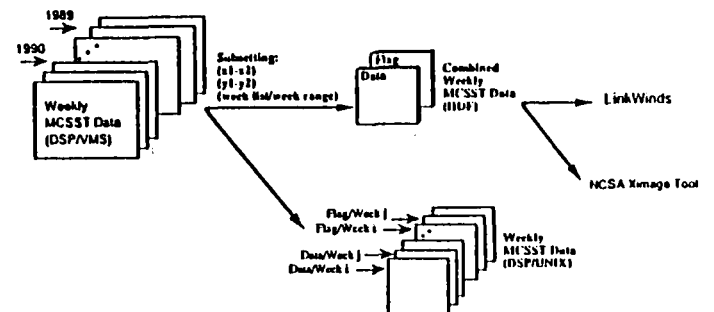 1989
1990
Weekly
MCSST Data
(DSP/VMS)
Subsetting:
(x1-x2)
(y1-y2)
(week list/week range)
Flag
Data
Combined
Weekly
MCSST Data
(HDF)
LinkWinds
NCSA Ximage Tool
Flag/Week j
Flag/Week i
Data/Week j
Data/Week i
Weekly
MCSST Data
(DSP/UNIX)